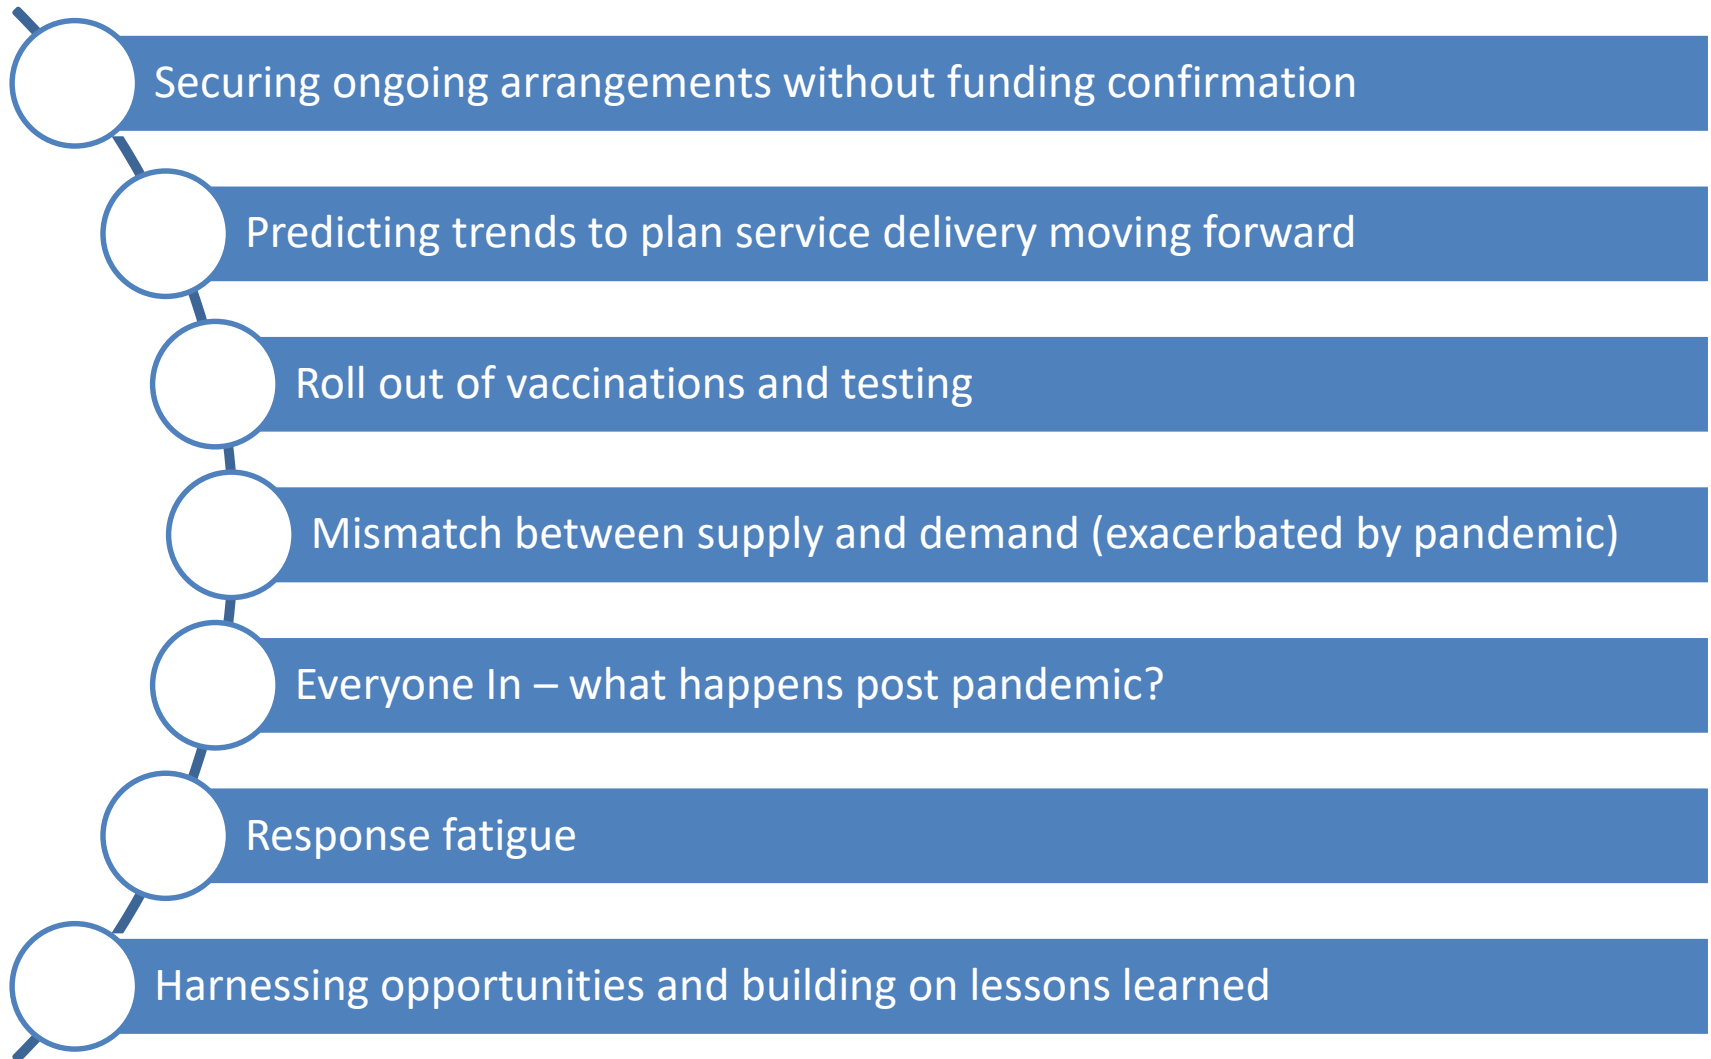 Securing ongoing arrangements without funding confirmation
Predicting trends to plan service delivery moving forward
Roll out of vaccinations and testing
Mismatch between supply and demand (exacerbated by pandemic)
Everyone In – what happens post pandemic?
Response fatigue
Harnessing opportunities and building on lessons learned